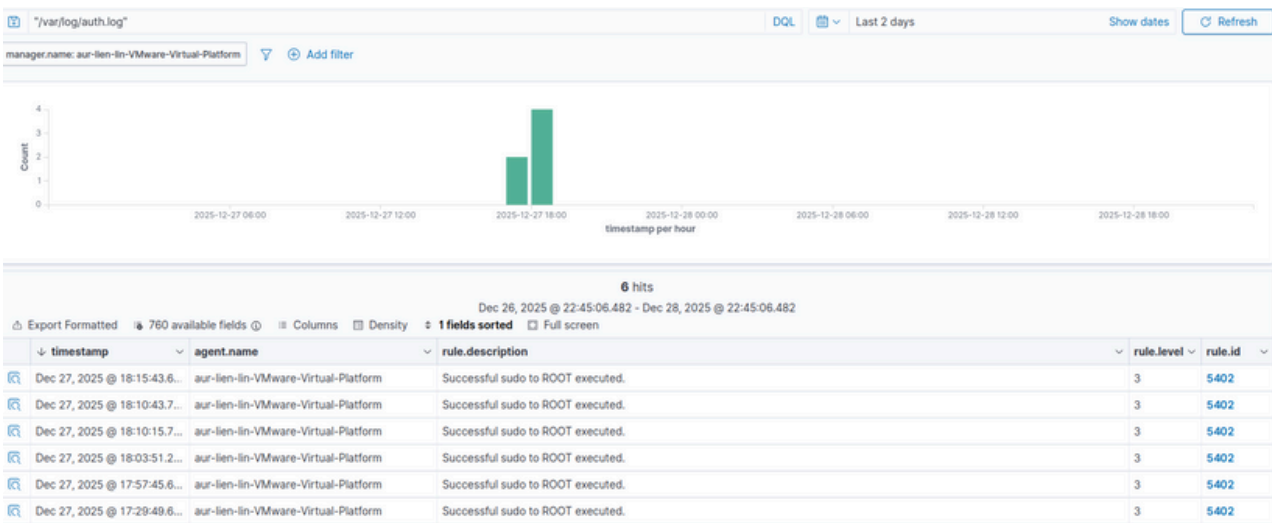 "/var/log/auth.log" DQL Last 2 days Show dates Refresh
manager.name: aur-lien-lin-VMware-Virtual-Platform Add filter
4
3
2
1
0
Count
2025-12-27 06:00 2025-12-27 12:00 2025-12-27 18:00 2025-12-28 00:00 2025-12-28 06:00 2025-12-28 12:00 2025-12-28 18:00
timestamp per hour
6 hits
Dec 26, 2025 @ 22:45:06.482 - Dec 28, 2025 @ 22:45:06.482
Export Formatted 760 available fields Columns Density 1 fields sorted Full screen
timestamp agent.name rule.description rule.level rule.id
Dec 27, 2025 @ 18:15:43.6... aur-lien-lin-VMware-Virtual-Platform Successful sudo to ROOT executed. 3 5402
Dec 27, 2025 @ 18:10:43.7... aur-lien-lin-VMware-Virtual-Platform Successful sudo to ROOT executed. 3 5402
Dec 27, 2025 @ 18:10:15.7... aur-lien-lin-VMware-Virtual-Platform Successful sudo to ROOT executed. 3 5402
Dec 27, 2025 @ 18:03:51.2... aur-lien-lin-VMware-Virtual-Platform Successful sudo to ROOT executed. 3 5402
Dec 27, 2025 @ 17:57:45.6... aur-lien-lin-VMware-Virtual-Platform Successful sudo to ROOT executed. 3 5402
Dec 27, 2025 @ 17:29:49.6... aur-lien-lin-VMware-Virtual-Platform Successful sudo to ROOT executed. 3 5402